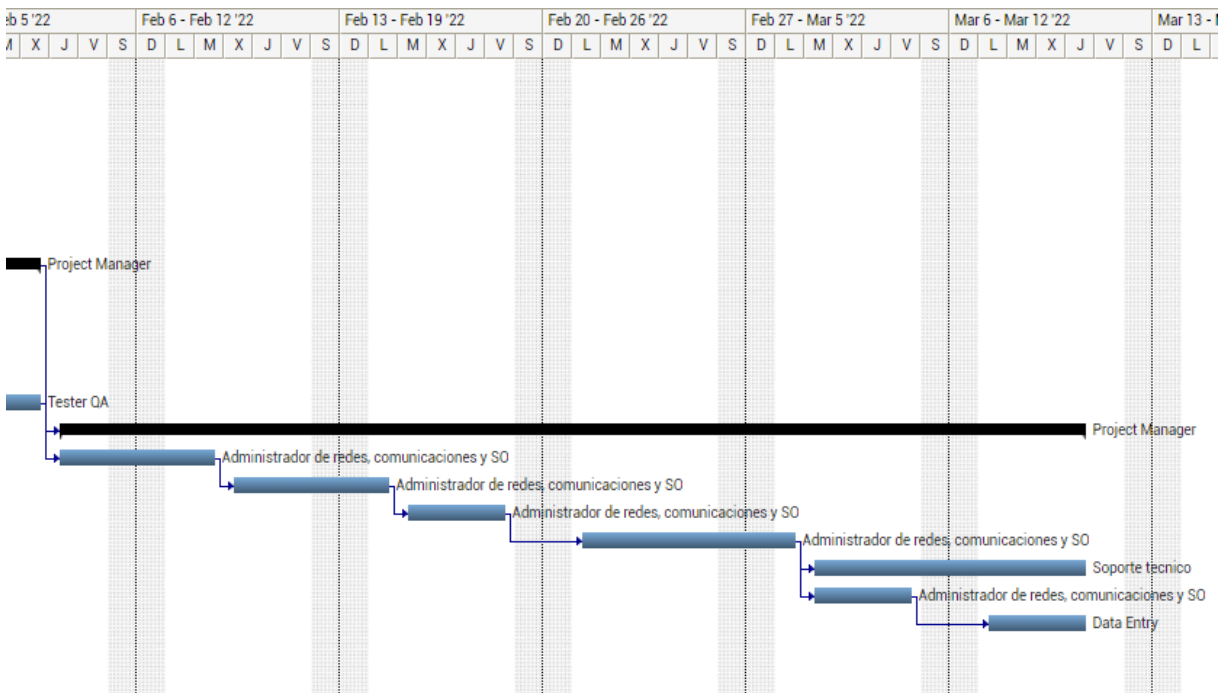 eb 5 '22 Feb 6 - Feb 12 '22 Feb 13 - Feb 19 '22 Feb 20 - Feb 26 '22 Feb 27 - Mar 5 '22 Mar 6 - Mar 12 '22 Mar 13 -
M X J V S D L M X J V S D L M X J V S D L M X J V S D L M X J V S D L M X J V S D L
Project Manager
Tester QA
Project Manager
Administrador de redes, comunicaciones y SO
Administrador de redes, comunicaciones y SO
Administrador de redes, comunicaciones y SO
Administrador de redes, comunicaciones y SO
Soporte tecnico
Administrador de redes, comunicaciones y SO
Data Entry